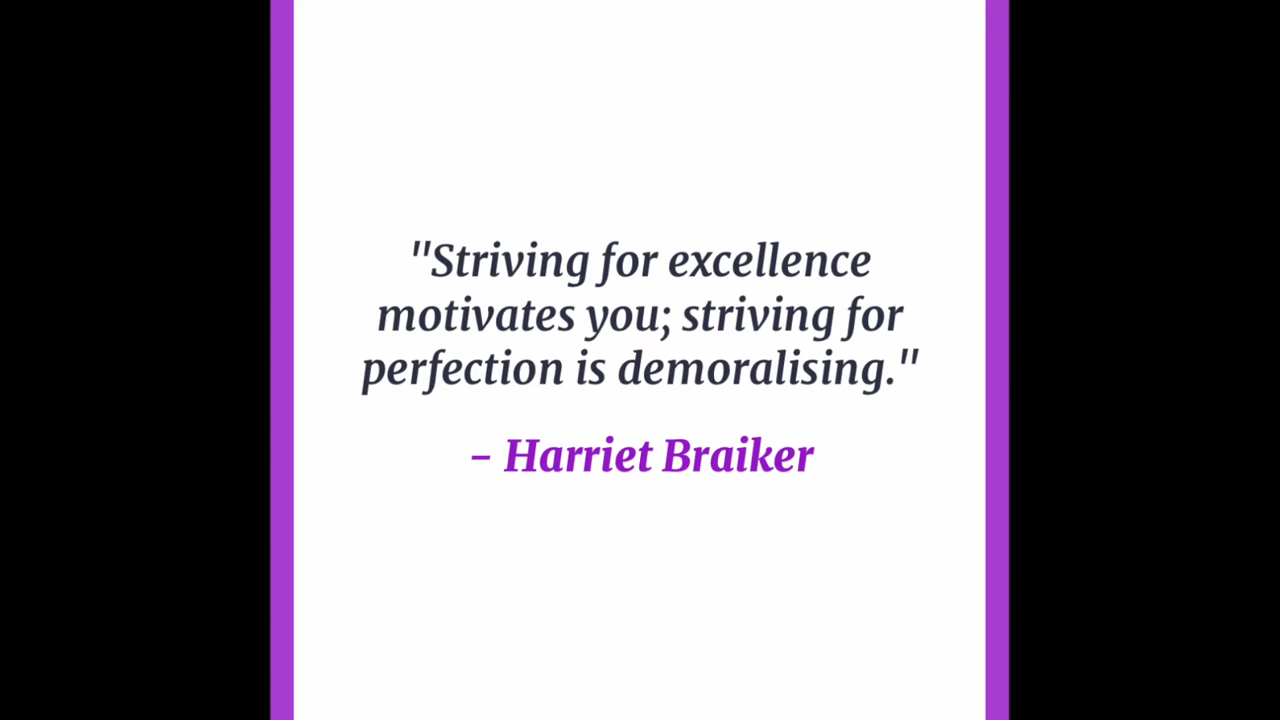 "Striving for excellence
motivates you; striving for
perfection is demoralising."
– Harriet Braiker